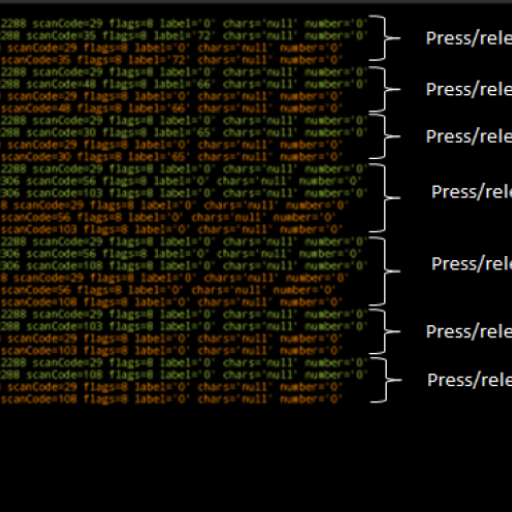 2288 scanCode=29 flags=8 label='0' chars='null' number='0'
288 scanCode=35 flags=8 label='72' chars='null' number='0'
scanCode=29 flags=8 label='0' chars='null' number='0'
scanCode=35 flags=8 label='72' chars='null' number='0'
Press/rele
2288 scanCode=29 flags=8 label='0' chars='null' number='0'
288 scanCode=48 flags=8 label='66' chars='null' number='0'
scanCode=29 flags=8 label='0' chars='null' number='0'
scanCode=48 flags=8 label='66' chars='null' number='0'
Press/rele
2288 scanCode=29 flags=8 label='0' chars='null' number='0'
288 scanCode=30 flags=8 label='65' chars='null' number='0'
scanCode=29 flags=8 label='0' chars='null' number='0'
scanCode=30 flags=8 label='65' chars='null' number='0'
Press/rele
2288 scanCode=29 flags=8 label='0' chars='null' number='0'
306 scanCode=56 flags=8 label='0' chars='null' number='0'
306 scanCode=103 flags=8 label='0' chars='null' number='0'
8 scanCode=29 flags=8 label='0' chars='null' number='0'
scanCode=56 flags=8 label='0' chars='null' number='0'
scanCode=103 flags=8 label='0' chars='null' number='0'
Press/rele
2288 scanCode=29 flags=8 label='0' chars='null' number='0'
306 scanCode=56 flags=8 label='0' chars='null' number='0'
306 scanCode=108 flags=8 label='0' chars='null' number='0'
8 scanCode=29 flags=8 label='0' chars='null' number='0'
scanCode=56 flags=8 label='0' chars='null' number='0'
scanCode=108 flags=8 label='0' chars='null' number='0'
Press/rele
2288 scanCode=29 flags=8 label='0' chars='null' number='0'
288 scanCode=103 flags=8 label='0' chars='null' number='0'
scanCode=29 flags=8 label='0' chars='null' number='0'
scanCode=103 flags=8 label='0' chars='null' number='0'
Press/rele
2288 scanCode=29 flags=8 label='0' chars='null' number='0'
288 scanCode=108 flags=8 label='0' chars='null' number='0'
scanCode=29 flags=8 label='0' chars='null' number='0'
scanCode=108 flags=8 label='0' chars='null' number='0'
Press/rele